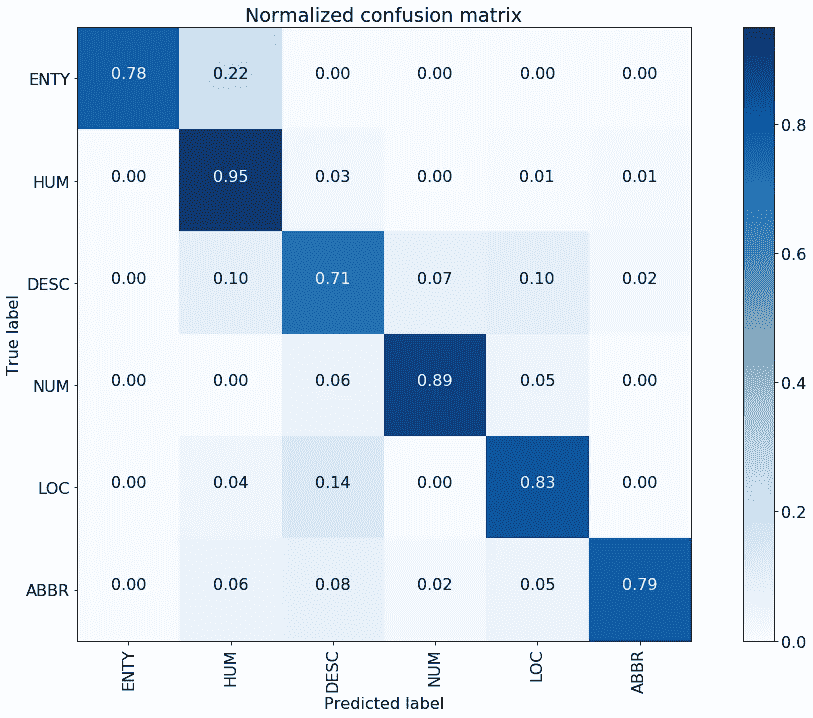 Normalized confusion matrix
True label
ENTY 0.78 0.22 0.00 0.00 0.00 0.00
HUM 0.00 0.95 0.03 0.00 0.01 0.01
DESC 0.00 0.10 0.71 0.07 0.10 0.02
NUM 0.00 0.00 0.06 0.89 0.05 0.00
LOC 0.00 0.04 0.14 0.00 0.83 0.00
ABBR 0.00 0.06 0.08 0.02 0.05 0.79
ENTY HUM DESC NUM LOC ABBR
Predicted label
0.8
0.6
0.4
0.2
0.0